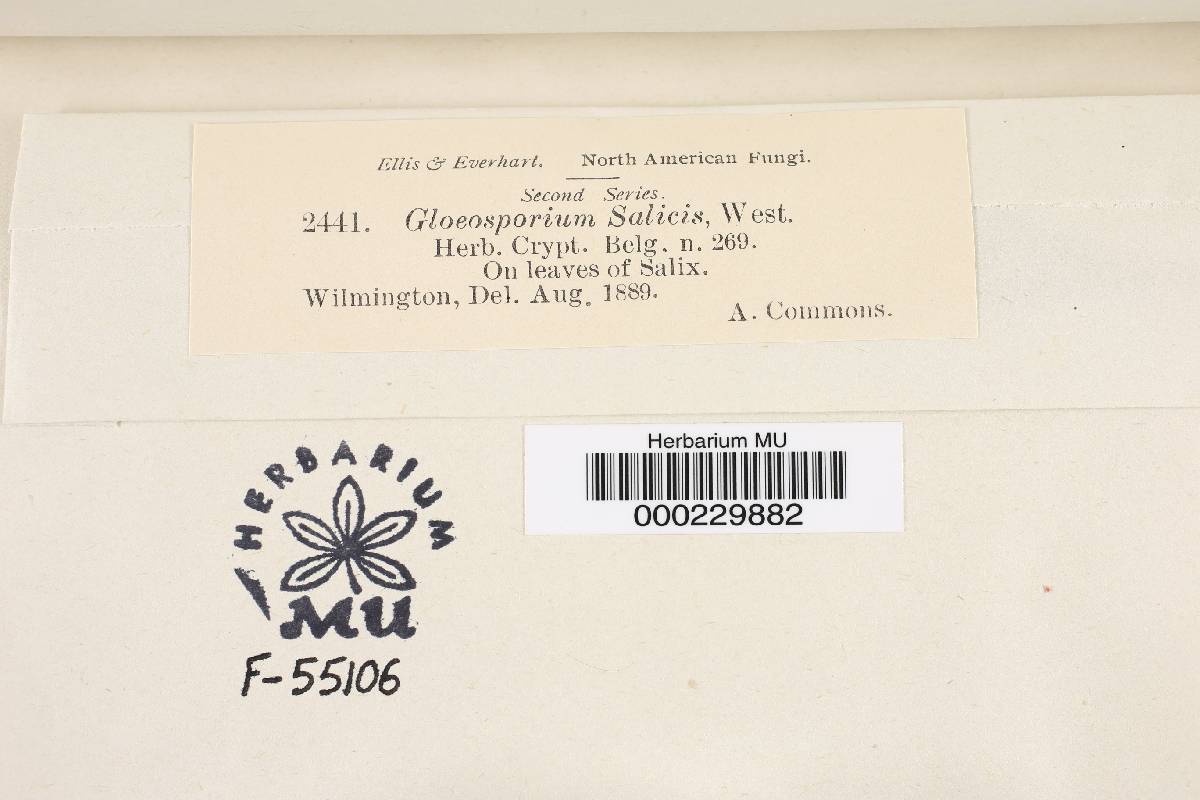 Ellis & Everhart. North American Fungi.
Second Series.
2441. Gloeosporium Salicis, West.
Herb. Crypt. Belg. n. 269.
On leaves of Salix.
Wilmington, Del. Aug. 1889.
A. Commons.
Herbarium MU
000229882
HERBARIUM
MU
F-55106